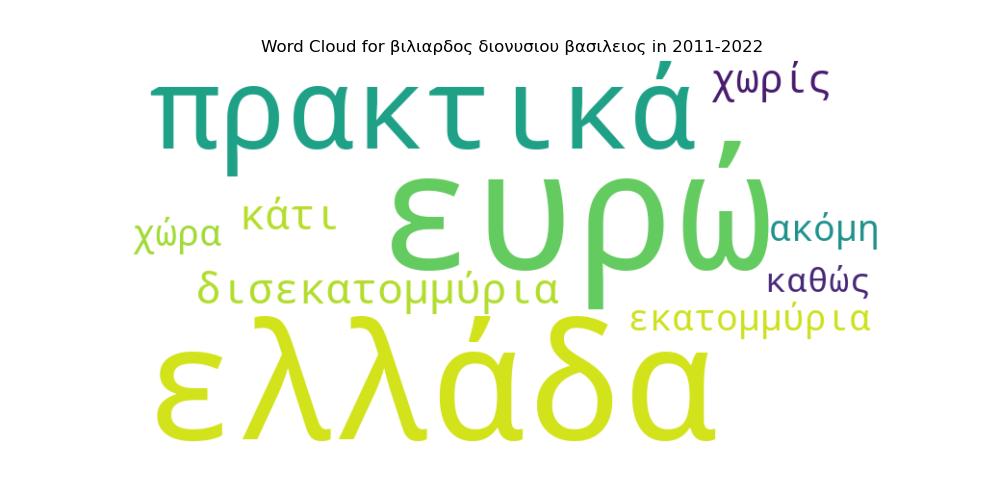 Word Cloud for βιλιαρδος διονυσιου βασιλειος in 2011-2022
πρακτικά χωρίς
ευρώ
χώρα κάτι ακόμη
δισεκατομμύρια καθώς
εκατομμύρια
ελλάδα